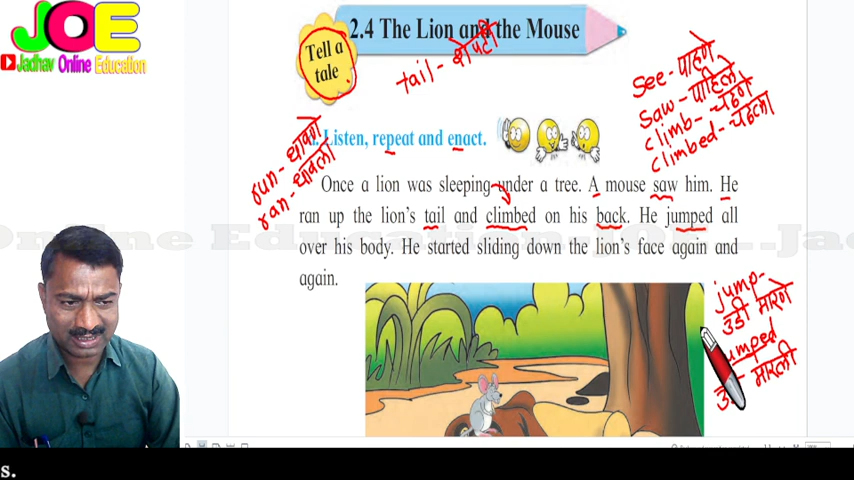 JOE
Jadhav Online Education
2.4 The Lion and the Mouse
Tell a
tale
tail - शेपटी
See - पाहणे
Saw - पाहिले
climb - चढणे
climbed - चढला
run - धावणे
ran - धावला
Listen, repeat and enact.
Once a lion was sleeping under a tree. A mouse saw him. He
ran up the lion's tail and climbed on his back. He jumped all
over his body. He started sliding down the lion's face again and
again.
jump -
उडी मारणे
umped
मारली
s.